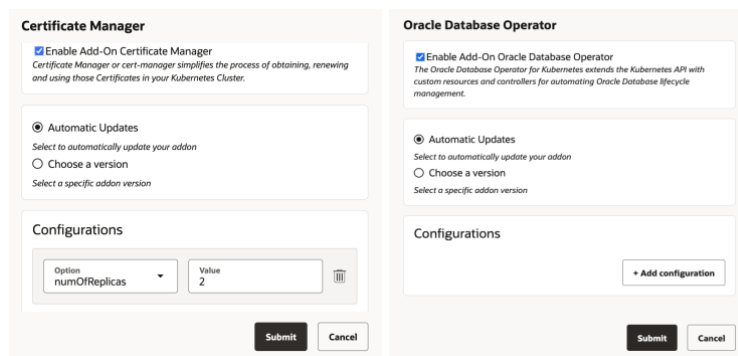 Certificate Manager
Enable Add-On Certificate Manager
Certificate Manager or cert-manager simplifies the process of obtaining, renewing
and using those Certificates in your Kubernetes Cluster.
Automatic Updates
Select to automatically update your addon
Choose a version
Select a specific addon version
Configurations
Option
numOfReplicas
Value
2
Submit
Cancel
Oracle Database Operator
Enable Add-On Oracle Database Operator
The Oracle Database Operator for Kubernetes extends the Kubernetes API with
custom resources and controllers for automating Oracle Database lifecycle
management.
Automatic Updates
Select to automatically update your addon
Choose a version
Select a specific addon version
Configurations
+ Add configuration
Submit
Cancel